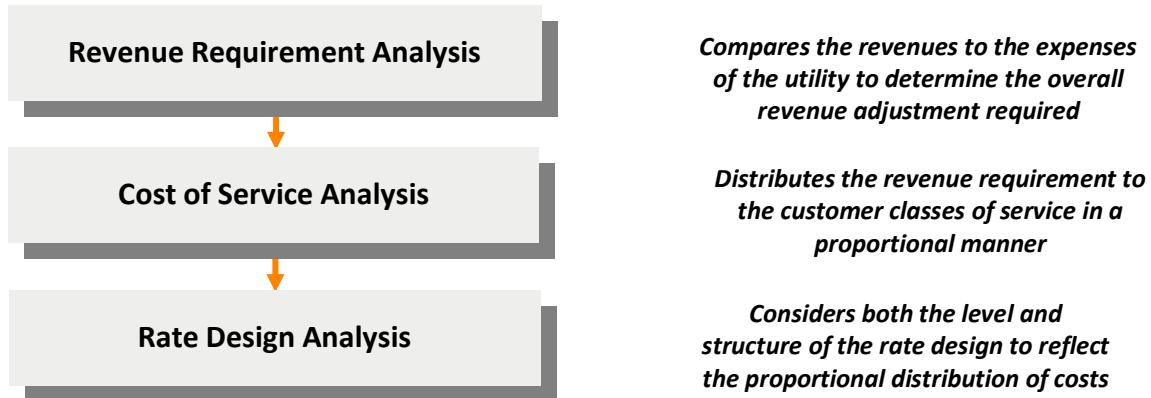 Revenue Requirement Analysis
Compares the revenues to the expenses
of the utility to determine the overall
revenue adjustment required
Cost of Service Analysis
Distributes the revenue requirement to
the customer classes of service in a
proportional manner
Rate Design Analysis
Considers both the level and
structure of the rate design to reflect
the proportional distribution of costs